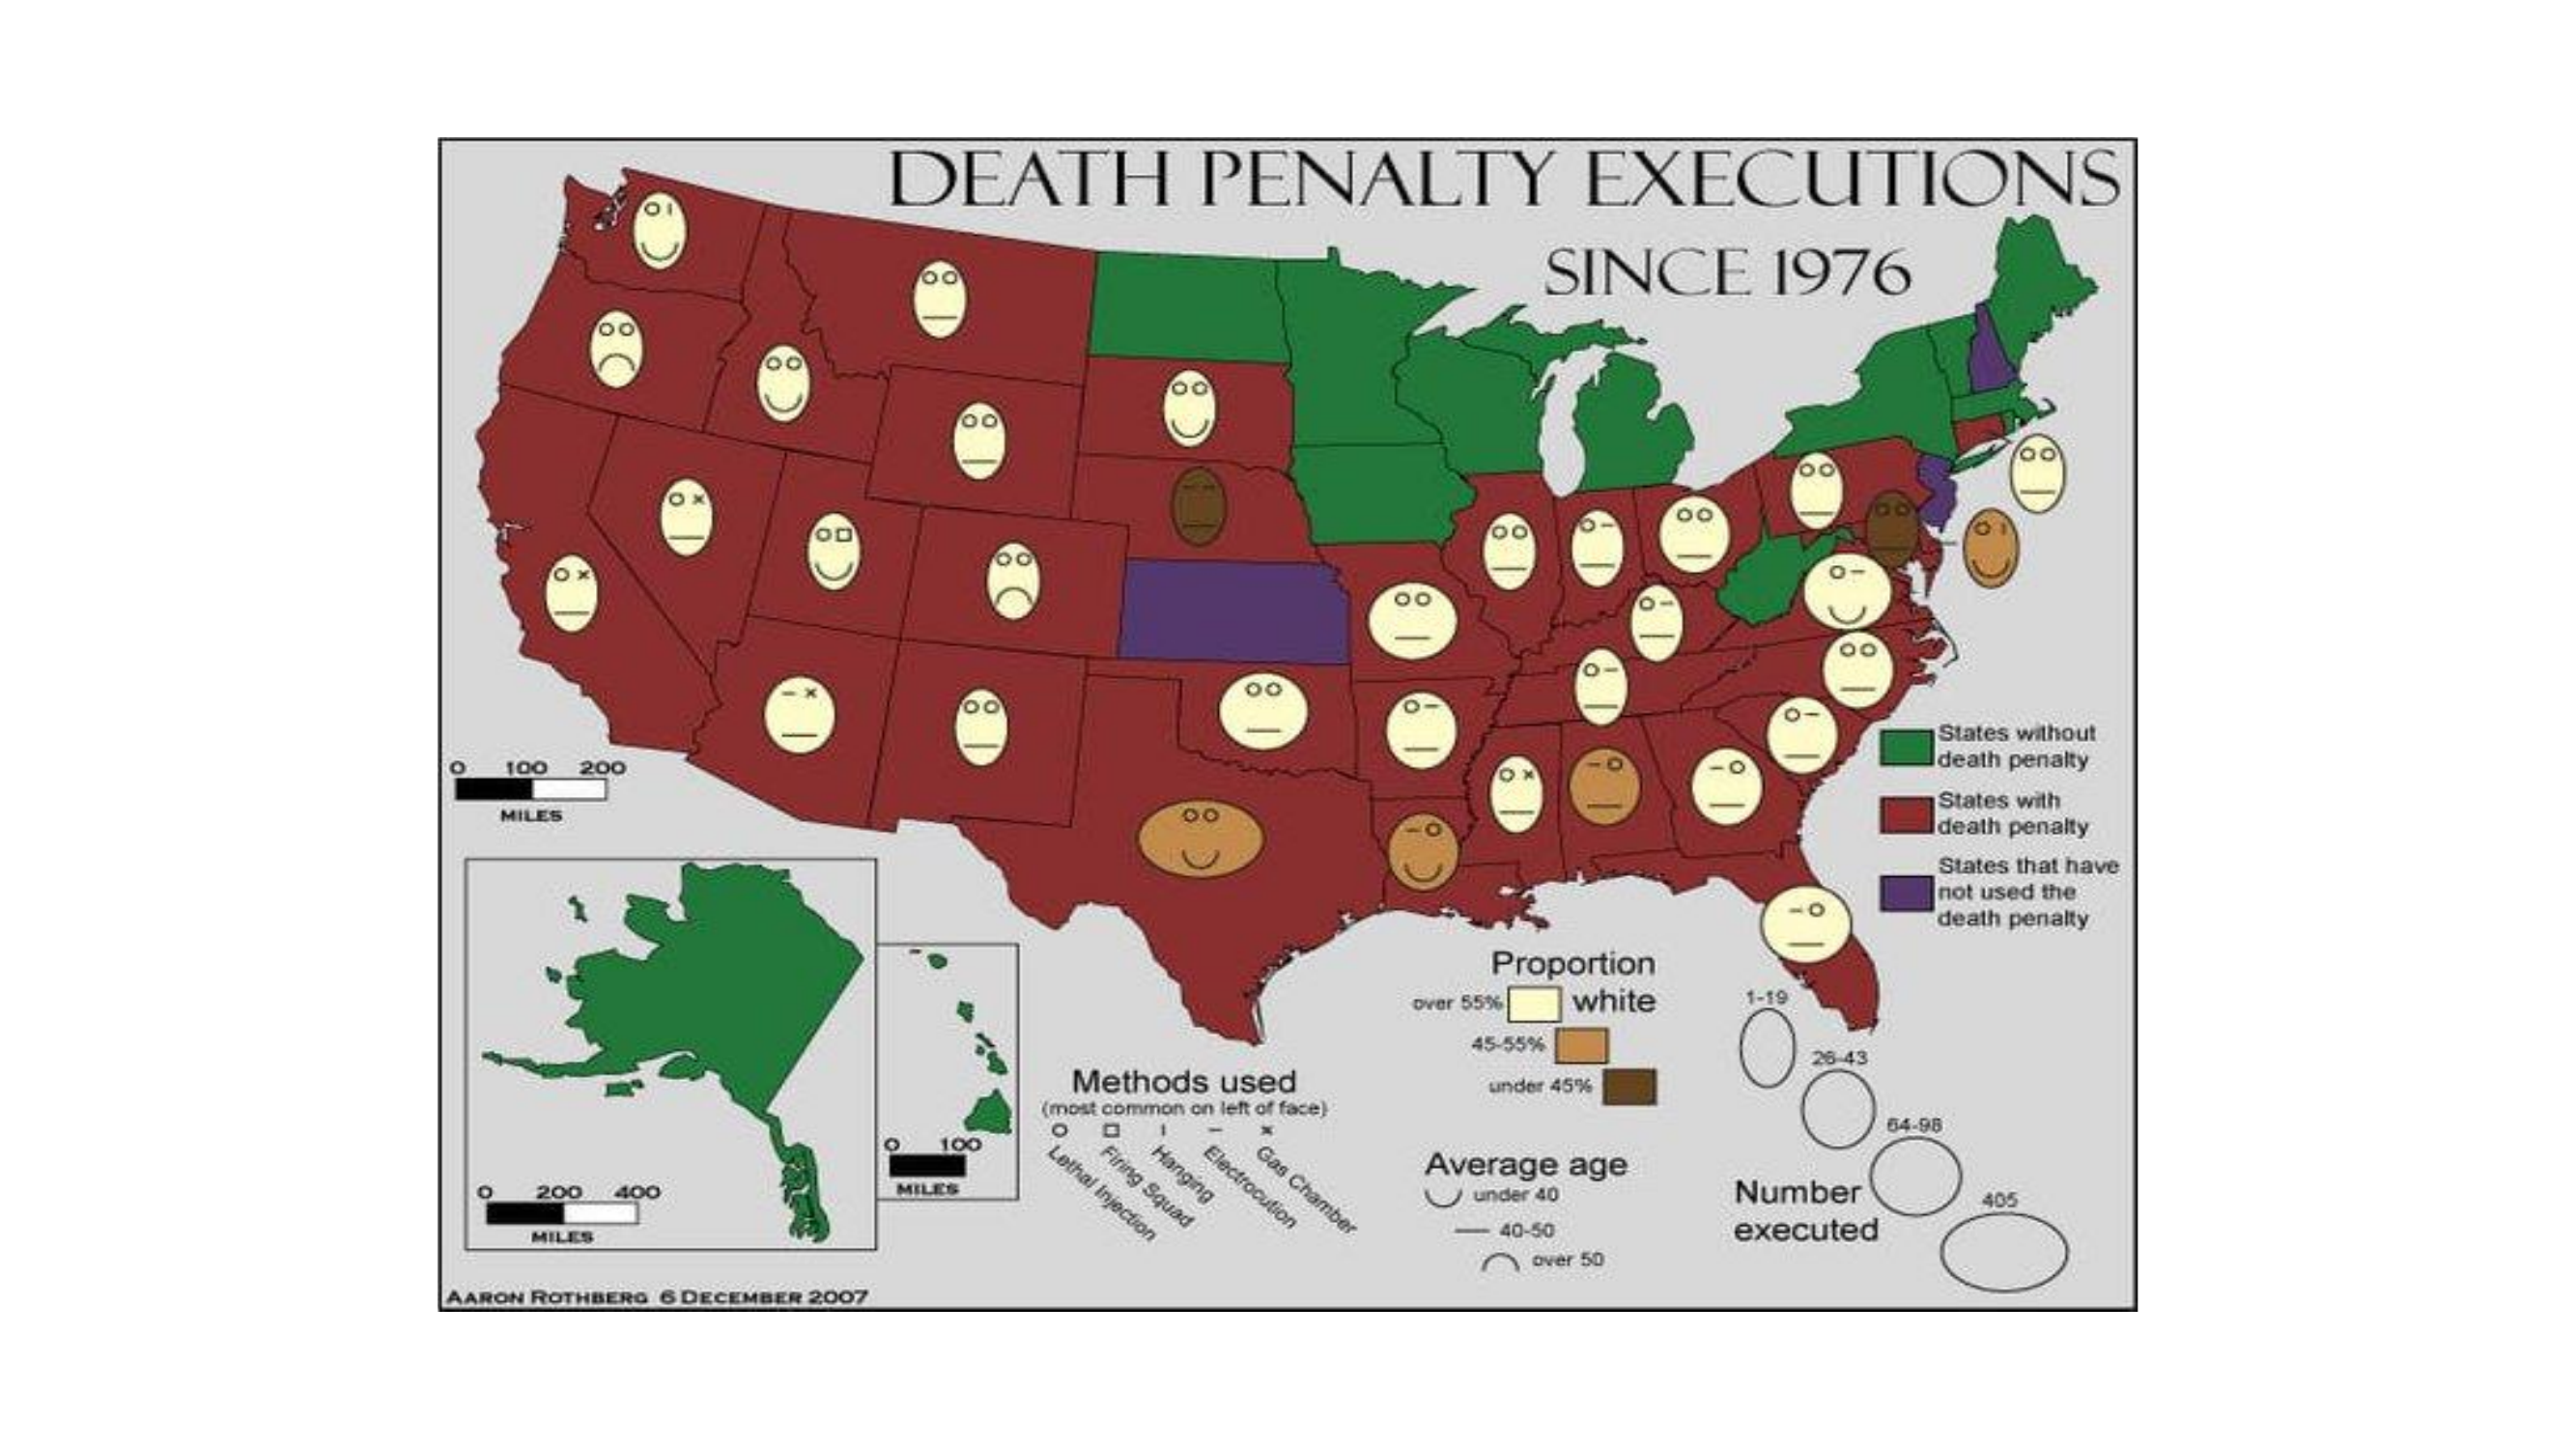 DEATH PENALTY EXECUTIONS
SINCE 1976
0 100 200
MILES
States without
death penalty
States with
death penalty
States that have
not used the
death penalty
Proportion
white
over 55%
45-55%
under 45%
Methods used
(most common on left of face)
Lethal Injection
Firing Squad
Hanging
Electrocution
Gas Chamber
Average age
under 40
40-50
over 50
1-19
26-43
64-98
405
Number
executed
0 100
MILES
0 200 400
MILES
AARON ROTHBERG 6 DECEMBER 2007